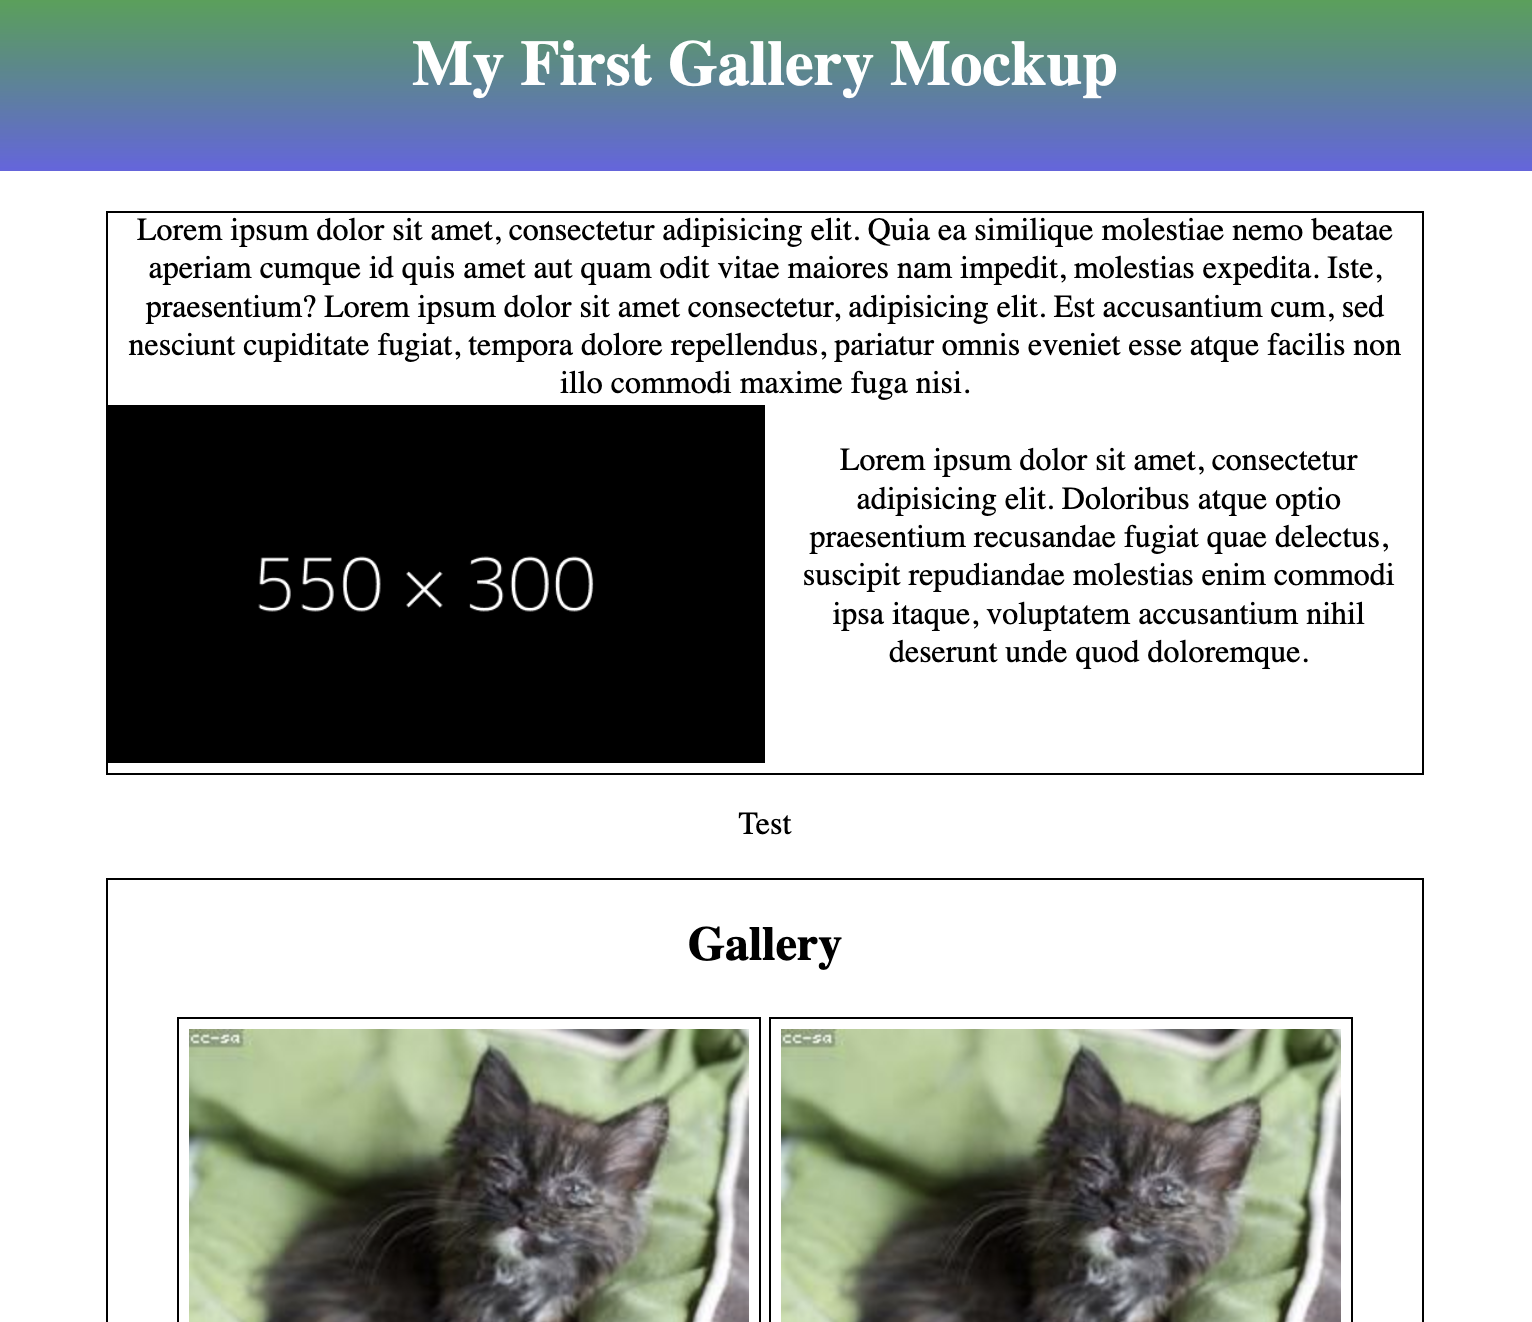 My First Gallery Mockup
Lorem ipsum dolor sit amet, consectetur adipisicing elit. Quia ea similique molestiae nemo beatae
aperiam cumque id quis amet aut quam odit vitae maiores nam impedit, molestias expedita. Iste,
praesentium? Lorem ipsum dolor sit amet consectetur, adipisicing elit. Est accusantium cum, sed
nesciunt cupiditate fugiat, tempora dolore repellendus, pariatur omnis eveniet esse atque facilis non
illo commodi maxime fuga nisi.
550 × 300
Lorem ipsum dolor sit amet, consectetur
adipisicing elit. Doloribus atque optio
praesentium recusandae fugiat quae delectus,
suscipit repudiandae molestias enim commodi
ipsa itaque, voluptatem accusantium nihil
deserunt unde quod doloremque.
Test
Gallery
cc-sa
cc-sa